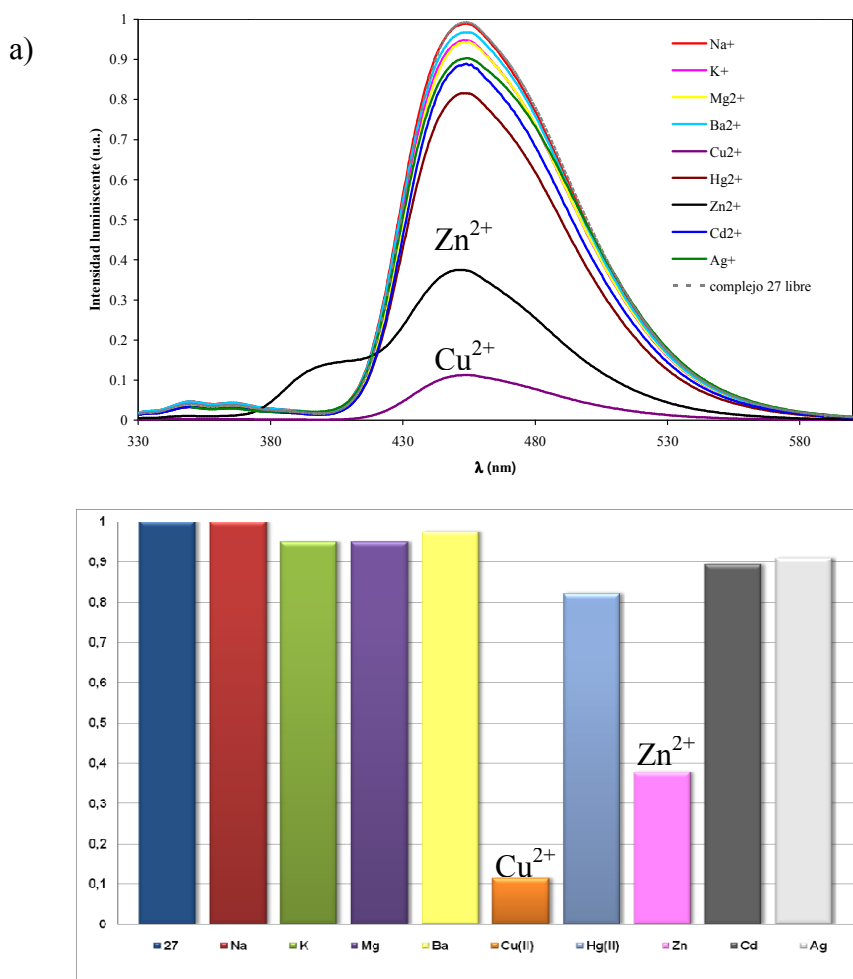 a)
Intensidad luminiscente (u.a.)
1
0.9
0.8
0.7
0.6
0.5
0.4
0.3
0.2
0.1
0
330
380
430
480
530
580
λ (nm)
Zn2+
Cu2+
Na+
K+
Mg2+
Ba2+
Cu2+
Hg2+
Zn2+
Cd2+
Ag+
complejo 27 libre
1
0,9
0,8
0,7
0,6
0,5
0,4
0,3
0,2
0,1
0
Cu2+
Zn2+
27
Na
K
Mg
Ba
Cu(II)
Hg(II)
Zn
Cd
Ag